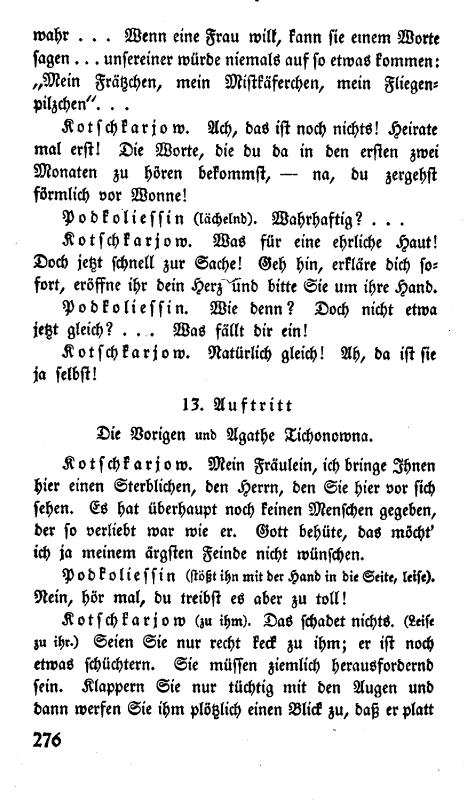 wahr . . . Wenn eine Frau will, kann sie einem Worte
sagen . . . unsereiner würde niemals auf so etwas kommen:
„Mein Frätzchen, mein Mistkäferchen, mein Fliegen-
pilzchen“. . .
Kotschkarjow. Ach, das ist noch nichts! Heirate
mal erst! Die Worte, die du da in den ersten zwei
Monaten zu hören bekommst, — na, du zergehst
förmlich vor Wonne!
Podkoliessin (lächelnd). Wahrhaftig? . . .
Kotschkarjow. Was für eine ehrliche Haut!
Doch jetzt schnell zur Sache! Geh hin, erkläre dich so-
fort, eröffne ihr dein Herz und bitte Sie um ihre Hand.
Podkoliessin. Wie denn? Doch nicht etwa
jetzt gleich? . . . Was fällt dir ein!
Kotschkarjow. Natürlich gleich! Ah, da ist sie
ja selbst!
13. Auftritt
Die Vorigen und Agathe Tichonowna.
Kotschkarjow. Mein Fräulein, ich bringe Ihnen
hier einen Sterblichen, den Herrn, den Sie hier vor sich
sehen. Es hat überhaupt noch keinen Menschen gegeben,
der so verliebt war wie er. Gott behüte, das möcht'
ich ja meinem ärgsten Feinde nicht wünschen.
Podkoliessin (stößt ihn mit der Hand in die Seite, leise).
Nein, hör mal, du treibst es aber zu toll!
Kotschkarjow (zu ihm). Das schadet nichts. (Leise
zu ihr.) Seien Sie nur recht keck zu ihm; er ist noch
etwas schüchtern. Sie müssen ziemlich herausfordernd
sein. Klappern Sie nur tüchtig mit den Augen und
dann werfen Sie ihm plötzlich einen Blick zu, daß er platt
276